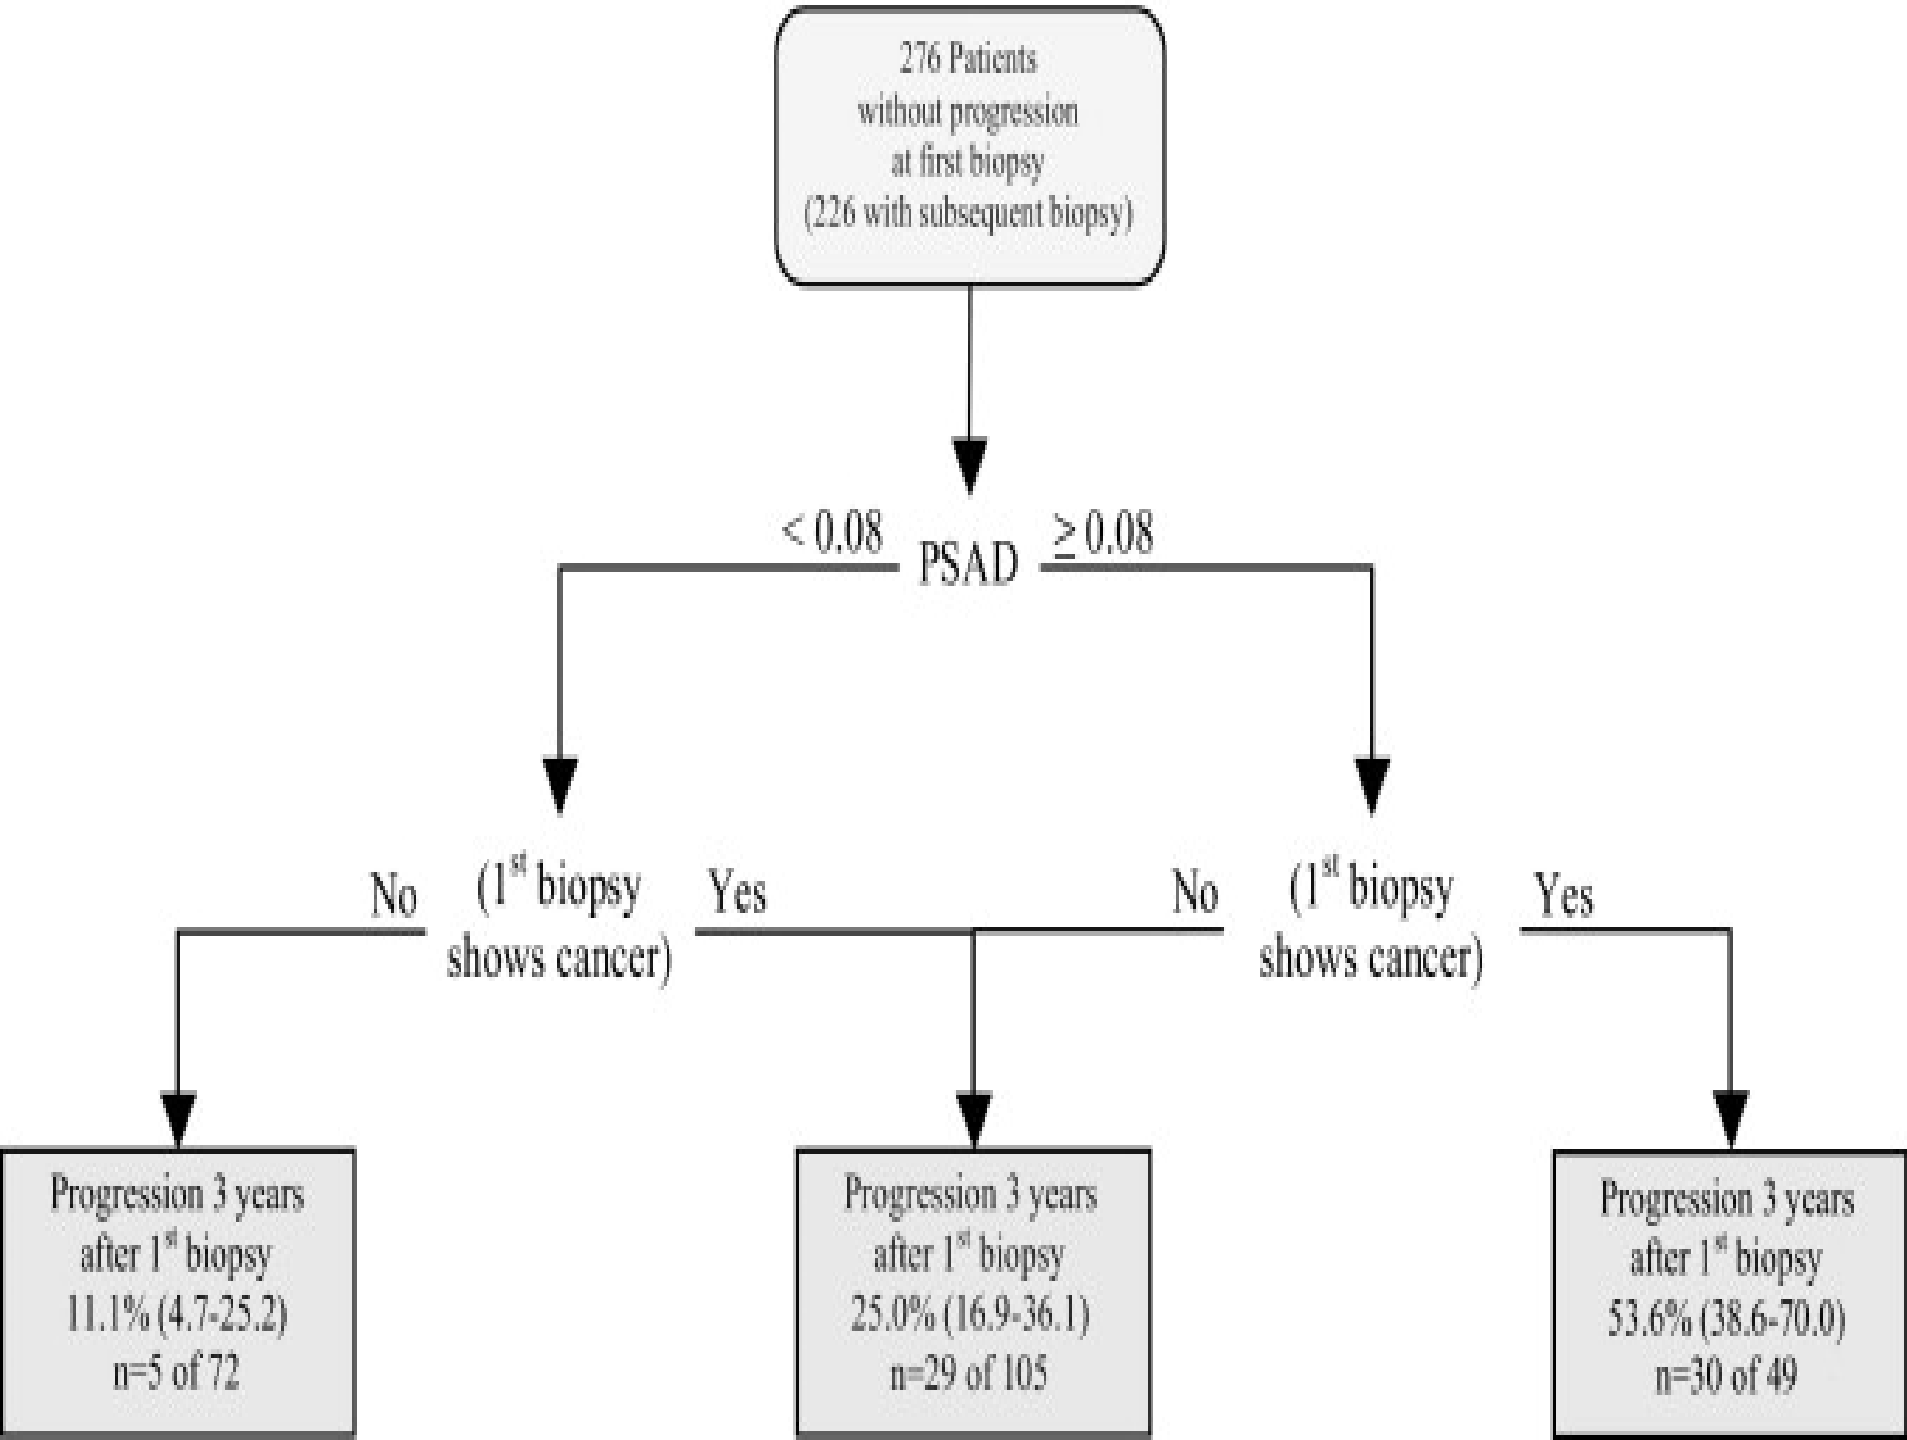 276 Patients
without progression
at first biopsy
(226 with subsequent biopsy)
< 0.08
PSAD
≥ 0.08
No
(1st biopsy
shows cancer)
Yes
No
(1st biopsy
shows cancer)
Yes
Progression 3 years
after 1st biopsy
11.1% (4.7-25.2)
n=5 of 72
Progression 3 years
after 1st biopsy
25.0% (16.9-36.1)
n=29 of 105
Progression 3 years
after 1st biopsy
53.6% (38.6-70.0)
n=30 of 49